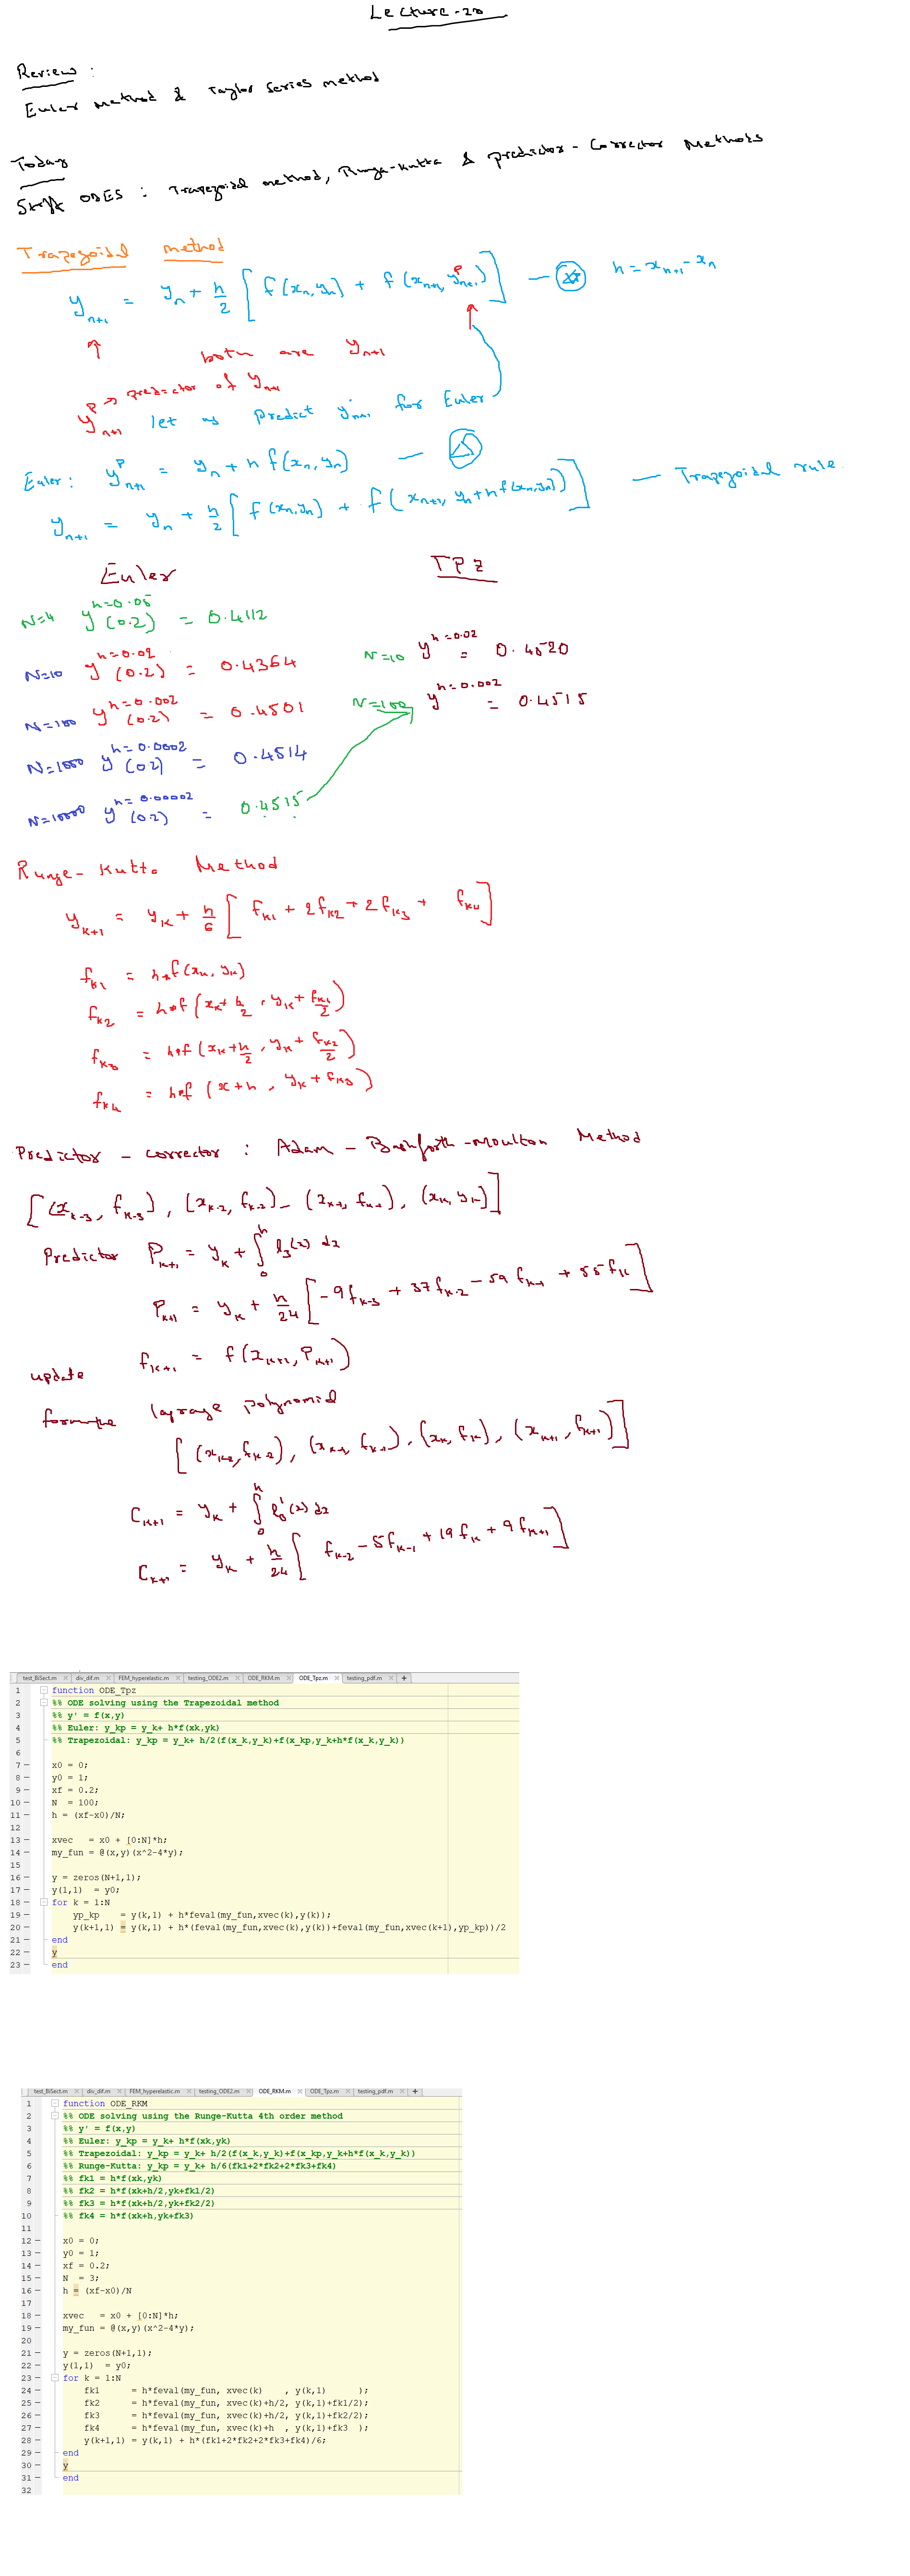 Lecture-20
Review :
Euler method & Taylor Series method
Today
Stiff ODES : Trapezoidal method, Runge-Kutta & predictor - Corrector Methods
Trapezoidal method
y_{n+1} = y_n + h/2 [ f(x_n, y_n) + f(x_{n+1}, y^P_{n+1}) ] — ☆ h = x_{n+1} - x_n
both are y_{n+1}
y^P_{n+1} → predictor of y_{n+1}
let us predict y_{n+1} for Euler
Euler: y^P_{n+1} = y_n + h f(x_n, y_n) — △
y_{n+1} = y_n + h/2 [ f(x_n, y_n) + f(x_{n+1}, y_n + h f(x_n, y_n)) ] — Trapezoidal rule.
Euler TPZ
N=4 y^{h=0.05}(0.2) = 0.4112
N=10 y^{h=0.02}(0.2) = 0.4364 N=10 y^{h=0.02} = 0.4520
N=100 y^{h=0.002}(0.2) = 0.4501 N=100 y^{h=0.002} = 0.4515
N=1000 y^{h=0.0002}(0.2) = 0.4514
N=10000 y^{h=0.00002}(0.2) = 0.4515
Runge-Kutta Method
y_{k+1} = y_k + h/6 [ f_{k1} + 2f_{k2} + 2f_{k3} + f_{k4} ]
f_{k1} = h*f(x_k, y_k)
f_{k2} = h*f(x_k + h/2, y_k + f_{k1}/2)
f_{k3} = h*f(x_k + h/2, y_k + f_{k2}/2)
f_{k4} = h*f(x+h, y_k + f_{k3})
Predictor - corrector : Adam - Bashforth-Moulton Method
[ (x_{k-3}, f_{k-3}), (x_{k-2}, f_{k-2}), (x_{k-1}, f_{k-1}), (x_k, y_k) ]
Predictor P_{k+1} = y_k + ∫_0^h l_3(x) dx
P_{k+1} = y_k + h/24 [ -9f_{k-3} + 37f_{k-2} - 59f_{k-1} + 55f_k ]
update f_{k+1} = f(x_{k+1}, P_{k+1})
lagrange polynomial
[ (x_{k-2}, f_{k-2}), (x_{k-1}, f_{k-1}), (x_k, f_k), (x_{k+1}, f_{k+1}) ]
C_{k+1} = y_k + ∫_0^h l_3'(x) dx
C_{k+1} = y_k + h/24 [ f_{k-2} - 5f_{k-1} + 19f_k + 9f_{k+1} ]
test_BiSect.m × div_dif.m × FEM_hyperelastic.m × testing_ODE2.m × ODE_RKM.m × ODE_Tpz.m × testing_pdf.m × +
1 function ODE_Tpz
2 %% ODE solving using the Trapezoidal method
3 %% y' = f(x,y)
4 %% Euler: y_kp = y_k+ h*f(xk,yk)
5 %% Trapezoidal: y_kp = y_k+ h/2(f(x_k,y_k)+f(x_kp,y_k+h*f(x_k,y_k))
6
7 x0 = 0;
8 y0 = 1;
9 xf = 0.2;
10 N = 100;
11 h = (xf-x0)/N;
12
13 xvec = x0 + [0:N]*h;
14 my_fun = @(x,y)(x^2-4*y);
15
16 y = zeros(N+1,1);
17 y(1,1) = y0;
18 for k = 1:N
19 yp_kp = y(k,1) + h*feval(my_fun,xvec(k),y(k));
20 y(k+1,1) = y(k,1) + h*(feval(my_fun,xvec(k),y(k))+feval(my_fun,xvec(k+1),yp_kp))/2
21 end
22 y
23 end
test_BiSect.m × div_dif.m × FEM_hyperelastic.m × testing_ODE2.m × ODE_RKM.m × ODE_Tpz.m × testing_pdf.m × +
1 function ODE_RKM
2 %% ODE solving using the Runge-Kutta 4th order method
3 %% y' = f(x,y)
4 %% Euler: y_kp = y_k+ h*f(xk,yk)
5 %% Trapezoidal: y_kp = y_k+ h/2(f(x_k,y_k)+f(x_kp,y_k+h*f(x_k,y_k))
6 %% Runge-Kutta: y_kp = y_k+ h/6(fk1+2*fk2+2*fk3+fk4)
7 %% fk1 = h*f(xk,yk)
8 %% fk2 = h*f(xk+h/2,yk+fk1/2)
9 %% fk3 = h*f(xk+h/2,yk+fk2/2)
10 %% fk4 = h*f(xk+h,yk+fk3)
11
12 x0 = 0;
13 y0 = 1;
14 xf = 0.2;
15 N = 3;
16 h = (xf-x0)/N
17
18 xvec = x0 + [0:N]*h;
19 my_fun = @(x,y)(x^2-4*y);
20
21 y = zeros(N+1,1);
22 y(1,1) = y0;
23 for k = 1:N
24 fk1 = h*feval(my_fun, xvec(k) , y(k,1) );
25 fk2 = h*feval(my_fun, xvec(k)+h/2, y(k,1)+fk1/2);
26 fk3 = h*feval(my_fun, xvec(k)+h/2, y(k,1)+fk2/2);
27 fk4 = h*feval(my_fun, xvec(k)+h , y(k,1)+fk3 );
28 y(k+1,1) = y(k,1) + h*(fk1+2*fk2+2*fk3+fk4)/6;
29 end
30 y
31 end
32